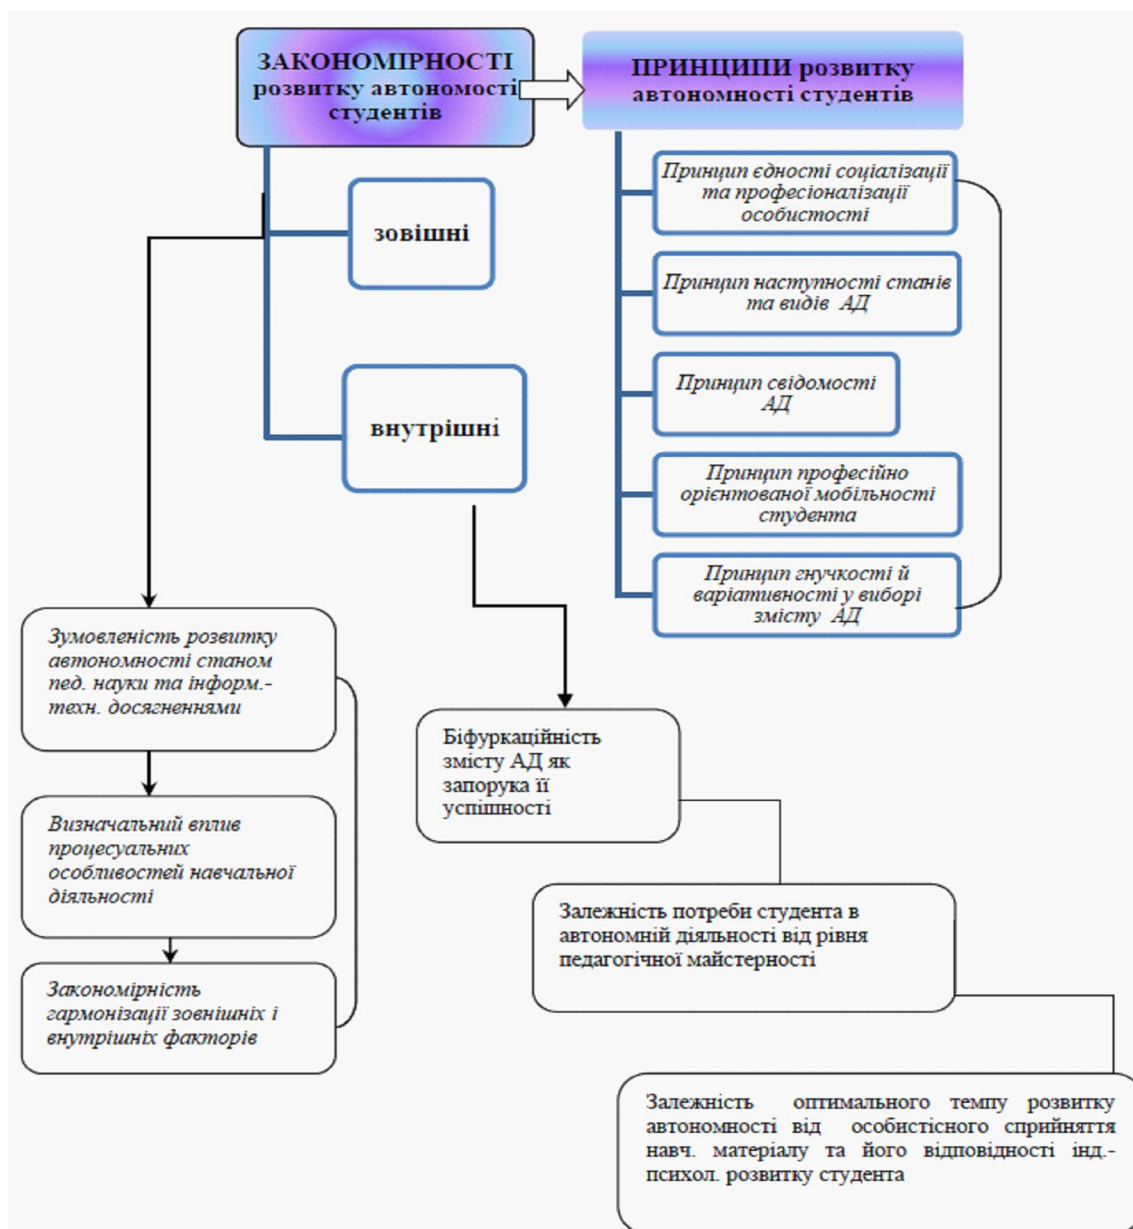 ЗАКОНОМІРНОСТІ
розвитку автономості
студентів
ПРИНЦИПИ розвитку
автономності студентів
зовішні
внутрішні
Принцип єдності соціалізації
та професіоналізації
особистості
Принцип наступності станів
та видів АД
Принцип свідомості
АД
Принцип професійно
орієнтованої мобільності
студента
Принцип гнучкості й
варіативності у виборі
змісту АД
Зумовленість розвитку
автономності станом
пед. науки та інформ.-
техн. досягненнями
Визначальний вплив
процесуальних
особливостей навчальної
діяльності
Закономірність
гармонізації зовнішніх і
внутрішніх факторів
Біфуркаційність
змісту АД як
запорука її
успішності
Залежність потреби студента в
автономній діяльності від рівня
педагогічної майстерності
Залежність оптимального темпу розвитку
автономності від особистісного сприйняття
навч. матеріалу та його відповідності інд.-
психол. розвитку студента